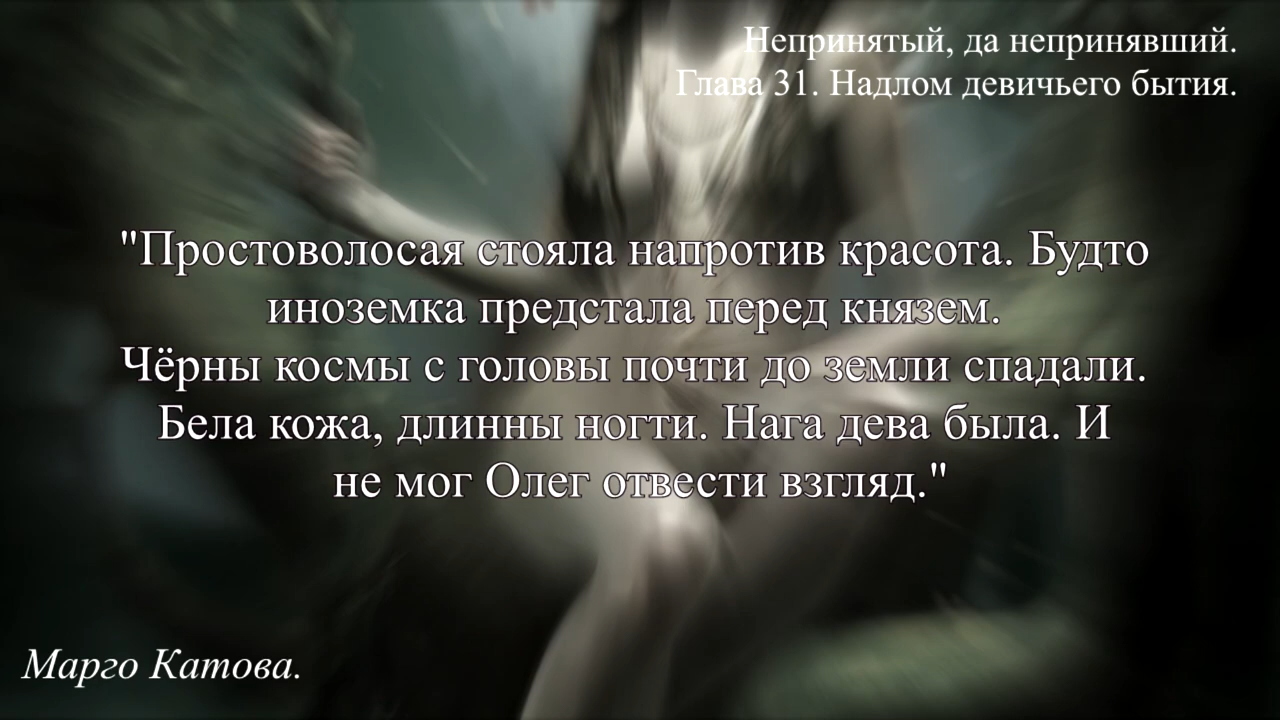 Непринятый, да непринявший.
Глава 31. Надлом девичьего бытия.
"Простоволосая стояла напротив красота. Будто
иноземка предстала перед князем.
Чёрны космы с головы почти до земли спадали.
Бела кожа, длинны ногти. Нага дева была. И
не мог Олег отвести взгляд."
Марго Катова.